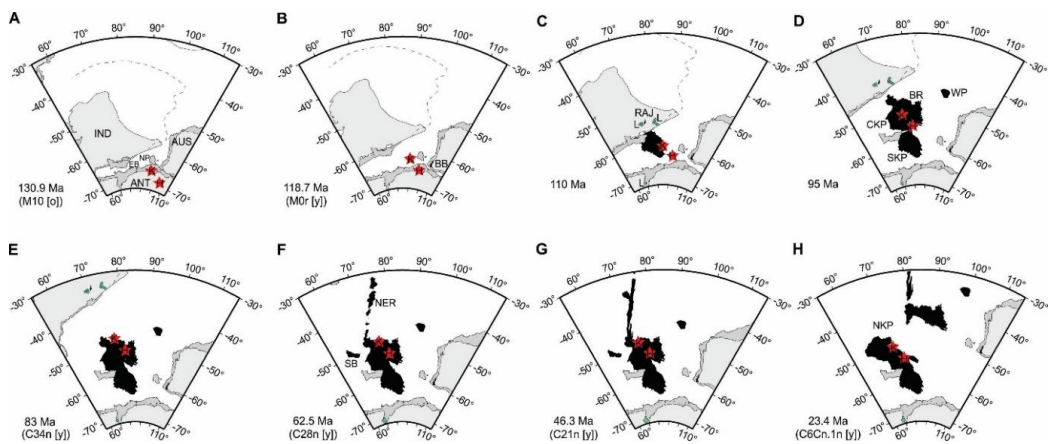 A
60° 70° 80° 90° 100° 110°
-30° -30°
-40° -40°
IND
-50° AUS -50°
NP
EB
-60° -60°
ANT
130.9 Ma
(M10 [o])
-70° -70°
60° 80° 110°
B
60° 70° 80° 90° 100° 110°
-30° -30°
-40° -40°
-50° -50°
BB
-60° -60°
118.7 Ma
(M0r [y])
-70° -70°
60° 80° 110°
C
60° 70° 80° 90° 100° 110°
-30° -30°
-40° -40°
RAJ
L L
-50° -50°
-60° -60°
L
110 Ma
-70° -70°
60° 80° 110°
D
60° 70° 80° 90° 100° 110°
-30° -30°
BR WP
-40° -40°
CKP
-50° -50°
SKP
-60° -60°
95 Ma
-70° -70°
60° 80° 110°
E
60° 70° 80° 90° 100° 110°
-30° -30°
-40° -40°
-50° -50°
-60° -60°
83 Ma
(C34n [y])
-70° -70°
60° 80° 110°
F
60° 70° 80° 90° 100° 110°
-30° -30°
NER
-40° -40°
SB
-50° -50°
-60° -60°
62.5 Ma
(C28n [y])
-70° -70°
60° 80° 110°
G
60° 70° 80° 90° 100° 110°
-30° -30°
-40° -40°
-50° -50°
-60° -60°
46.3 Ma
(C21n [y])
-70° -70°
60° 80° 110°
H
60° 70° 80° 90° 100° 110°
-30° -30°
NKP
-40° -40°
-50° -50°
-60° -60°
23.4 Ma
(C6Cn.1n [y])
-70° -70°
60° 80° 110°